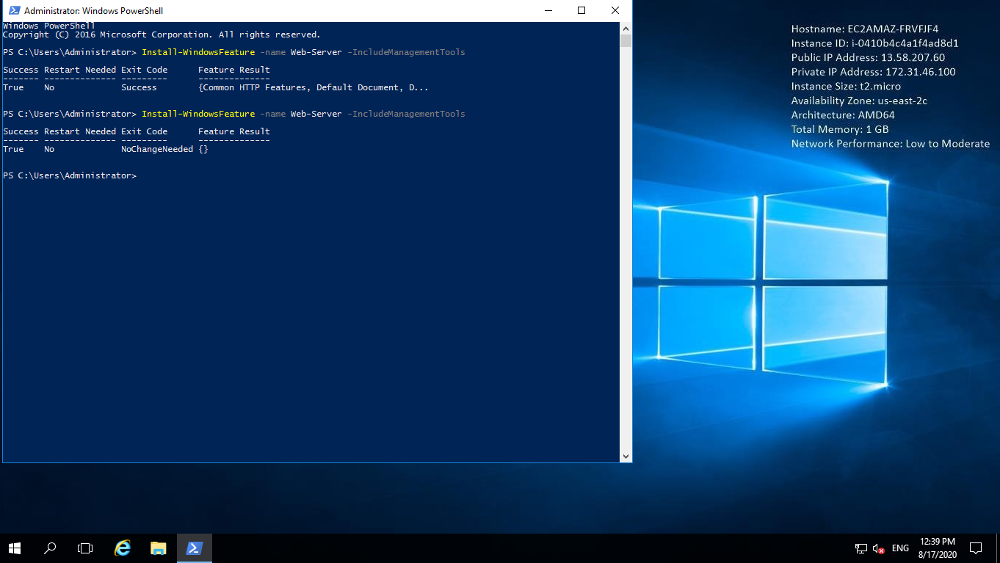 Administrator: Windows PowerShell
Windows PowerShell
Copyright (C) 2016 Microsoft Corporation. All rights reserved.
PS C:\Users\Administrator> Install-WindowsFeature -name Web-Server -IncludeManagementTools
Success Restart Needed Exit Code      Feature Result
------- -------------- ---------      --------------
True    No             Success        {Common HTTP Features, Default Document, D...
PS C:\Users\Administrator> Install-WindowsFeature -name Web-Server -IncludeManagementTools
Success Restart Needed Exit Code      Feature Result
------- -------------- ---------      --------------
True    No             NoChangeNeeded {}
PS C:\Users\Administrator>
Hostname: EC2AMAZ-FRVFJF4
Instance ID: i-0410b4c4a1f4ad8d1
Public IP Address: 13.58.207.60
Private IP Address: 172.31.46.100
Instance Size: t2.micro
Availability Zone: us-east-2c
Architecture: AMD64
Total Memory: 1 GB
Network Performance: Low to Moderate
ENG
12:39 PM
8/17/2020